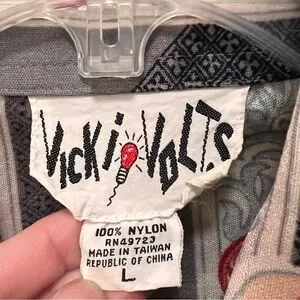 VICKI VOLTS
100% NYLON
RN49723
MADE IN TAIWAN
REPUBLIC OF CHINA
L